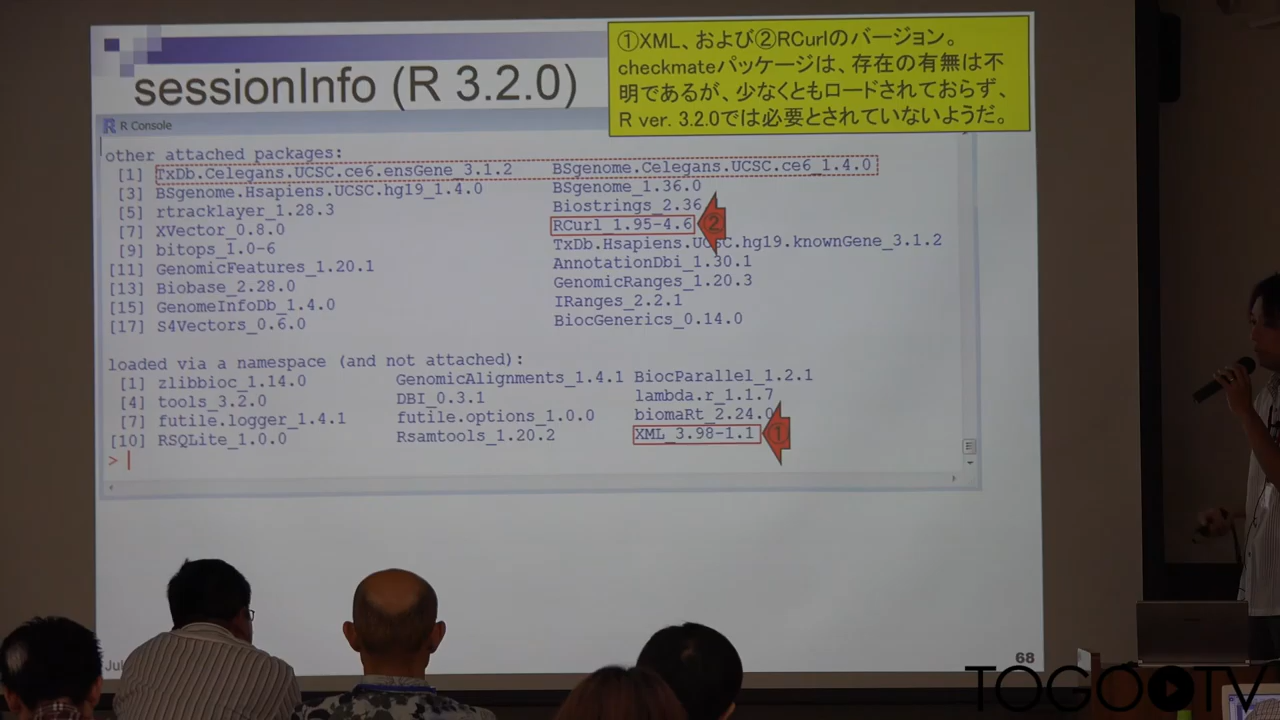 sessionInfo (R 3.2.0)
①XML、および②RCurlのバージョン。
checkmateパッケージは、存在の有無は不
明であるが、少なくともロードされておらず、
R ver. 3.2.0では必要とされていないようだ。
R Console
other attached packages:
[1] TxDb.Celegans.UCSC.ce6.ensGene_3.1.2 BSgenome.Celegans.UCSC.ce6_1.4.0
[3] BSgenome.Hsapiens.UCSC.hg19_1.4.0 BSgenome_1.36.0
[5] rtracklayer_1.28.3 Biostrings_2.36
[7] XVector_0.8.0 RCurl_1.95-4.6 ②
[9] bitops_1.0-6 TxDb.Hsapiens.UCSC.hg19.knownGene_3.1.2
[11] GenomicFeatures_1.20.1 AnnotationDbi_1.30.1
[13] Biobase_2.28.0 GenomicRanges_1.20.3
[15] GenomeInfoDb_1.4.0 IRanges_2.2.1
[17] S4Vectors_0.6.0 BiocGenerics_0.14.0
loaded via a namespace (and not attached):
[1] zlibbioc_1.14.0 GenomicAlignments_1.4.1 BiocParallel_1.2.1
[4] tools_3.2.0 DBI_0.3.1 lambda.r_1.1.7
[7] futile.logger_1.4.1 futile.options_1.0.0 biomaRt_2.24.0
[10] RSQLite_1.0.0 Rsamtools_1.20.2 XML_3.98-1.1 ①
>
68
TOGOTV